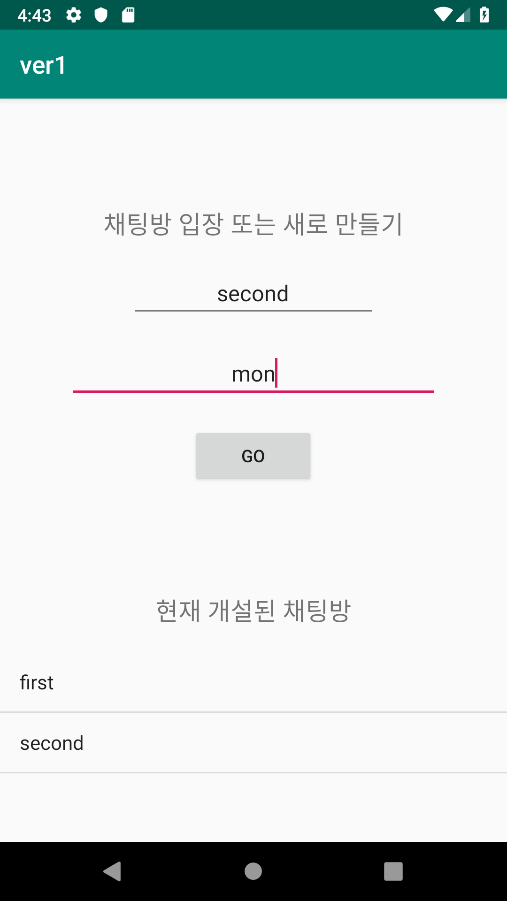 4:43
ver1
채팅방 입장 또는 새로 만들기
second
mon
GO
현재 개설된 채팅방
first
second